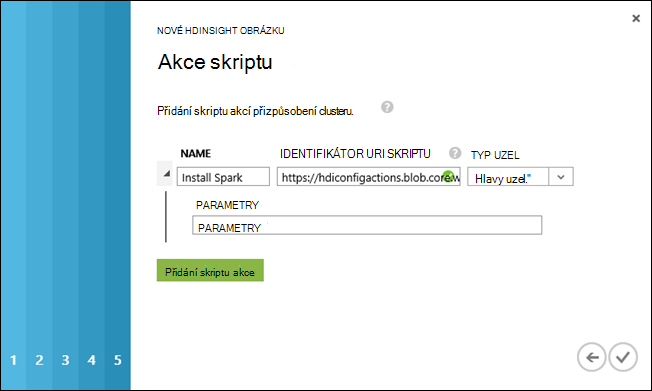 NOVÉ HDINSIGHT OBRÁZKU
Akce skriptu
Přidání skriptu akcí přizpůsobení clusteru. ?
NAME IDENTIFIKÁTOR URI SKRIPTU ? TYP UZEL
Install Spark https://hdiconfigactions.blob.core.w Hlavy uzel."
PARAMETRY
PARAMETRY
Přidání skriptu akce
1 2 3 4 5